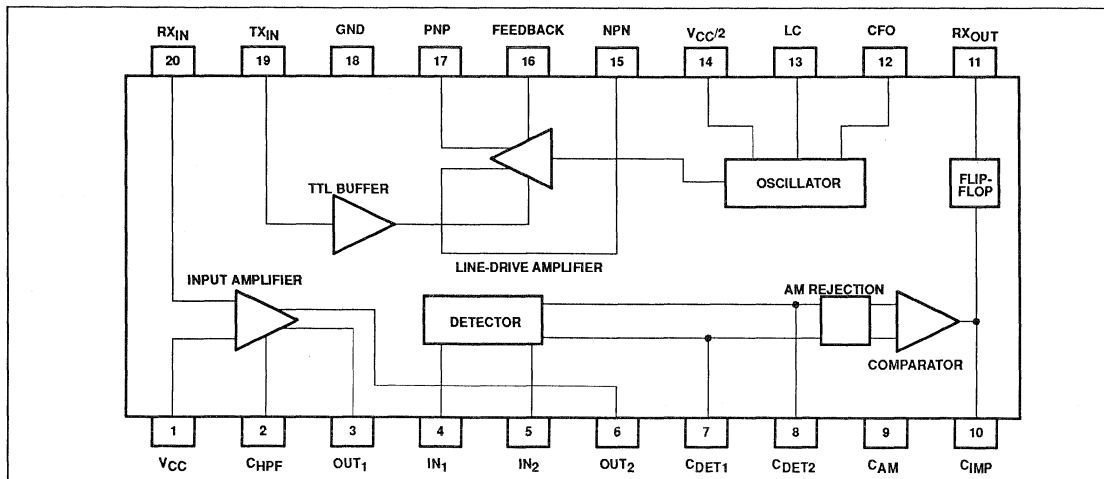 RXIN TXIN GND PNP FEEDBACK NPN VCC/2 LC CFO RXOUT
20 19 18 17 16 15 14 13 12 11
OSCILLATOR
FLIP-
FLOP
TTL BUFFER
LINE-DRIVE AMPLIFIER
INPUT AMPLIFIER
AM REJECTION
DETECTOR
COMPARATOR
1 2 3 4 5 6 7 8 9 10
VCC CHPF OUT1 IN1 IN2 OUT2 CDET1 CDET2 CAM CIMP